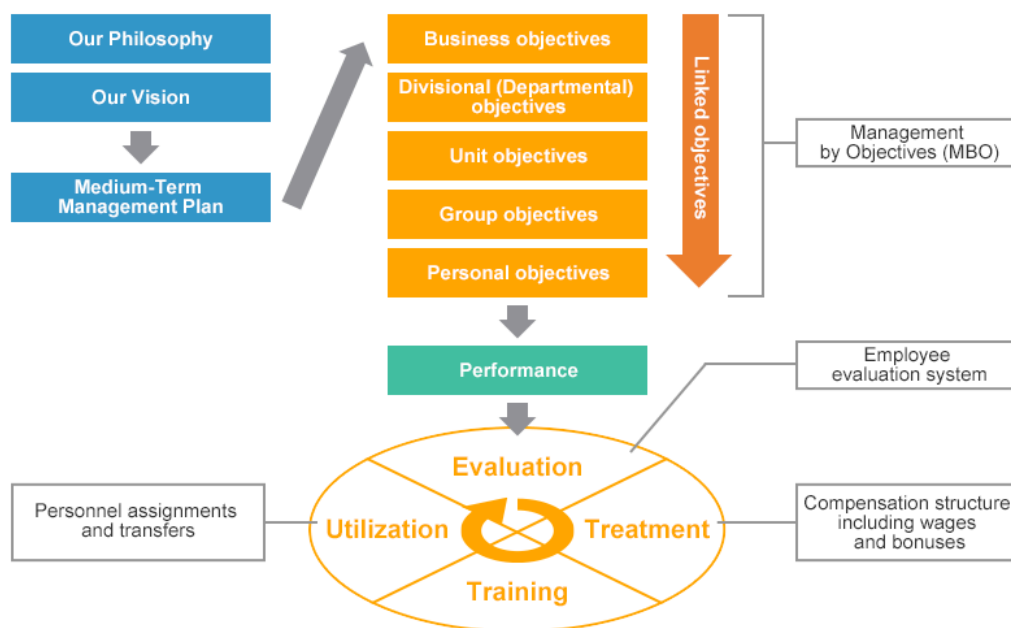 Our Philosophy
Our Vision
Medium-Term
Management Plan
Business objectives
Divisional (Departmental)
objectives
Unit objectives
Group objectives
Personal objectives
Linked objectives
Management
by Objectives (MBO)
Performance
Employee
evaluation system
Evaluation
Utilization
Treatment
Training
Personnel assignments
and transfers
Compensation structure
including wages
and bonuses